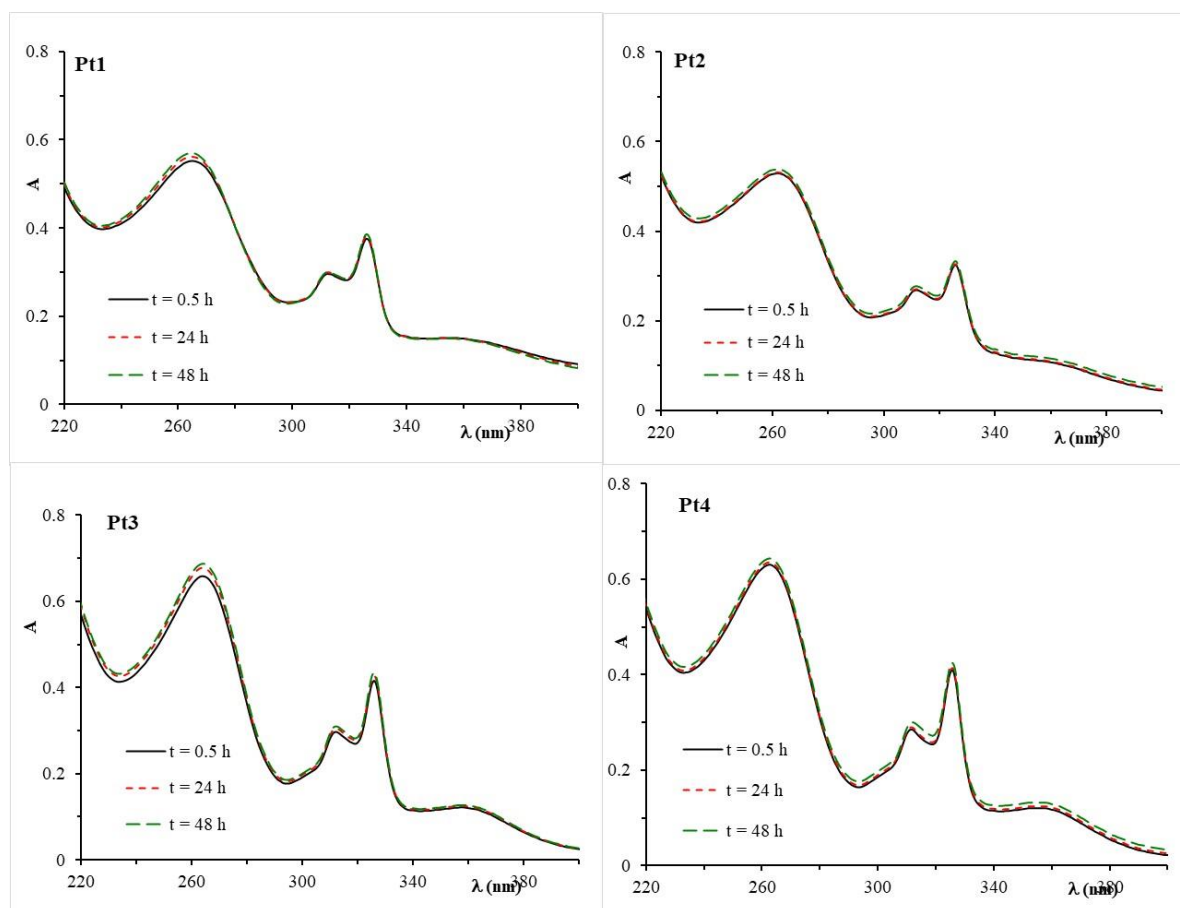 Pt1
0.8
0.6
A
0.4
0.2
0
t = 0.5 h
t = 24 h
t = 48 h
220
260
300
340
380
λ (nm)
Pt2
0.8
0.6
A
0.4
0.2
0
t = 0.5 h
t = 24 h
t = 48 h
220
260
300
340
380
λ (nm)
Pt3
0.8
0.6
A
0.4
0.2
0
t = 0.5 h
t = 24 h
t = 48 h
220
260
300
340
380
λ (nm)
Pt4
0.8
0.6
A
0.4
0.2
0
t = 0.5 h
t = 24 h
t = 48 h
220
260
300
340
380
λ (nm)